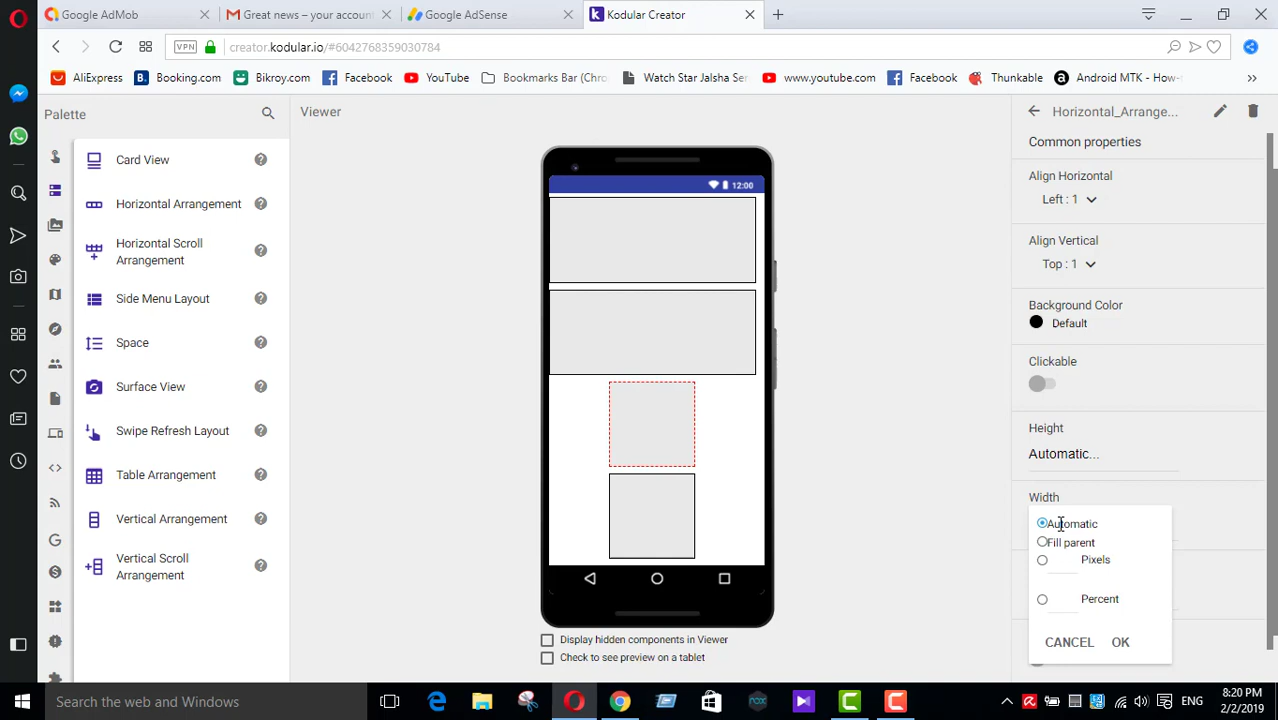 Google AdMob
Great news – your account
Google AdSense
Kodular Creator
VPN
creator.kodular.io/#6042768359030784
AliExpress
Booking.com
Bikroy.com
Facebook
YouTube
Bookmarks Bar (Chro
Watch Star Jalsha Se
www.youtube.com
Facebook
Thunkable
Android MTK - How-
Palette
Viewer
Horizontal_Arrange...
Common properties
Card View
Horizontal Arrangement
Horizontal Scroll
Arrangement
Side Menu Layout
Space
Surface View
Swipe Refresh Layout
Table Arrangement
Vertical Arrangement
Vertical Scroll
Arrangement
12:00
Display hidden components in Viewer
Check to see preview on a tablet
Align Horizontal
Left : 1
Align Vertical
Top : 1
Background Color
Default
Clickable
Height
Automatic...
Width
Automatic
Fill parent
Pixels
Percent
CANCEL OK
Search the Web and Windows
ENG
8:20 PM
2/2/2019